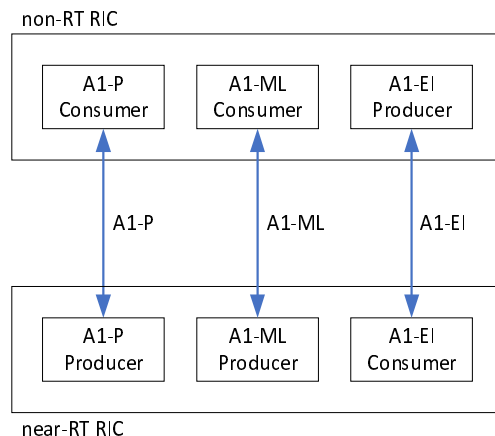 non-RT RIC
A1-P
Consumer
A1-ML
Consumer
A1-EI
Producer
A1-P
A1-ML
A1-EI
A1-P
Producer
A1-ML
Producer
A1-EI
Consumer
near-RT RIC